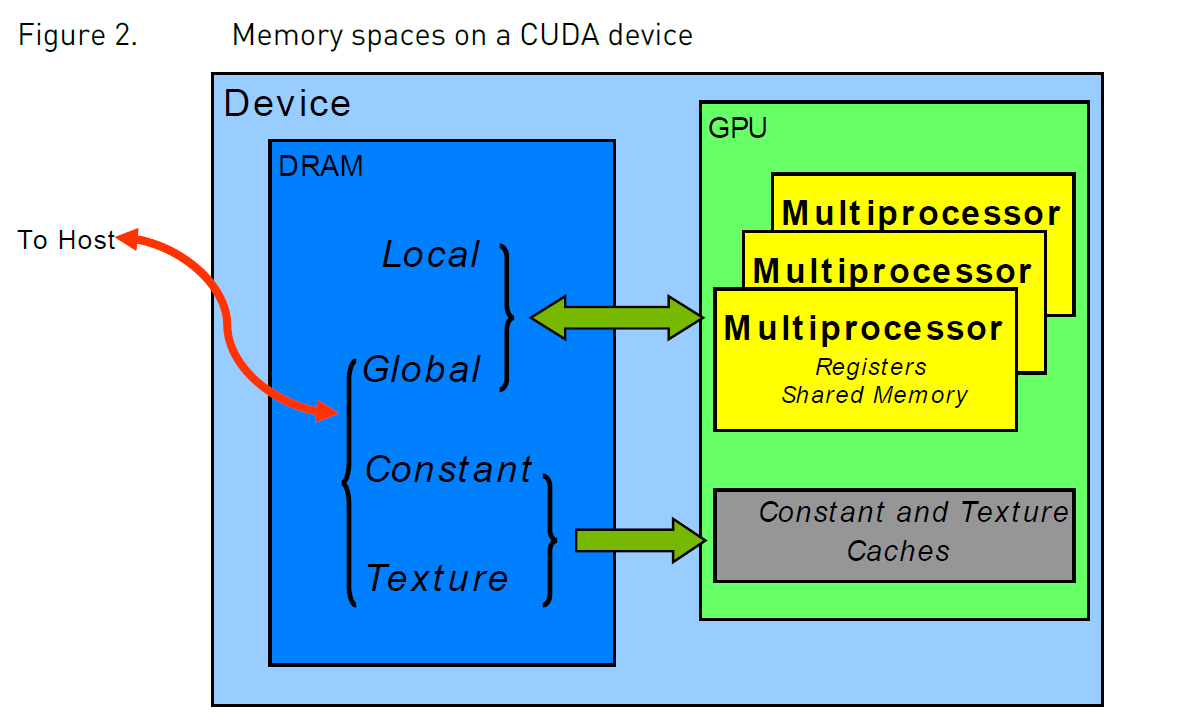 Figure 2. Memory spaces on a CUDA device
Device
DRAM
To Host
Local
Global
Constant
Texture
GPU
Multiprocessor
Multiprocessor
Multiprocessor
Registers
Shared Memory
Constant and Texture
Caches